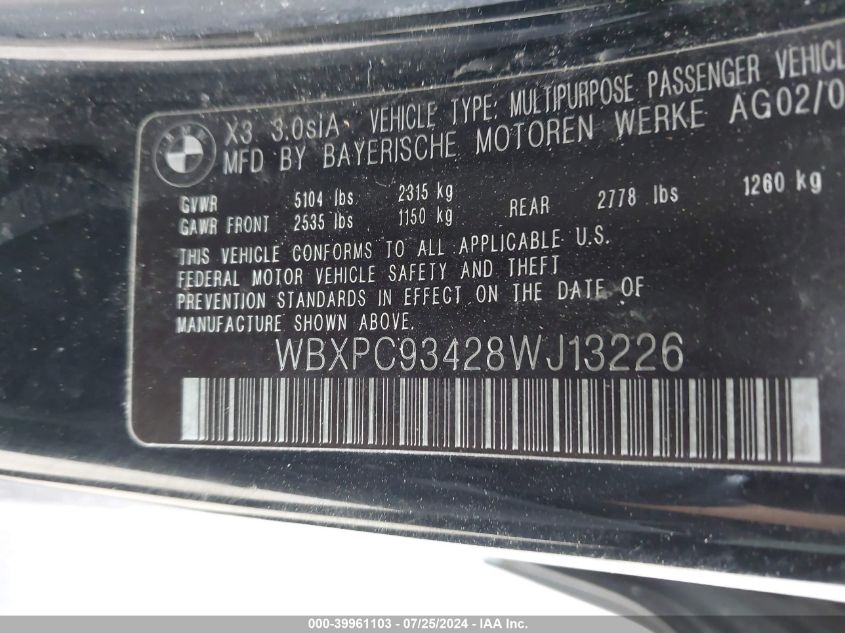 BMW
X3 3.0siA VEHICLE TYPE: MULTIPURPOSE PASSENGER VEHICL
MFD BY BAYERISCHE MOTOREN WERKE AG02/0
GVWR 5104 lbs 2315 kg
GAWR FRONT 2535 lbs 1150 kg REAR 2778 lbs 1260 kg
THIS VEHICLE CONFORMS TO ALL APPLICABLE U.S.
FEDERAL MOTOR VEHICLE SAFETY AND THEFT
PREVENTION STANDARDS IN EFFECT ON THE DATE OF
MANUFACTURE SHOWN ABOVE.
WBXPC93428WJ13226
000-39961103 - 07/25/2024 - IAA Inc.